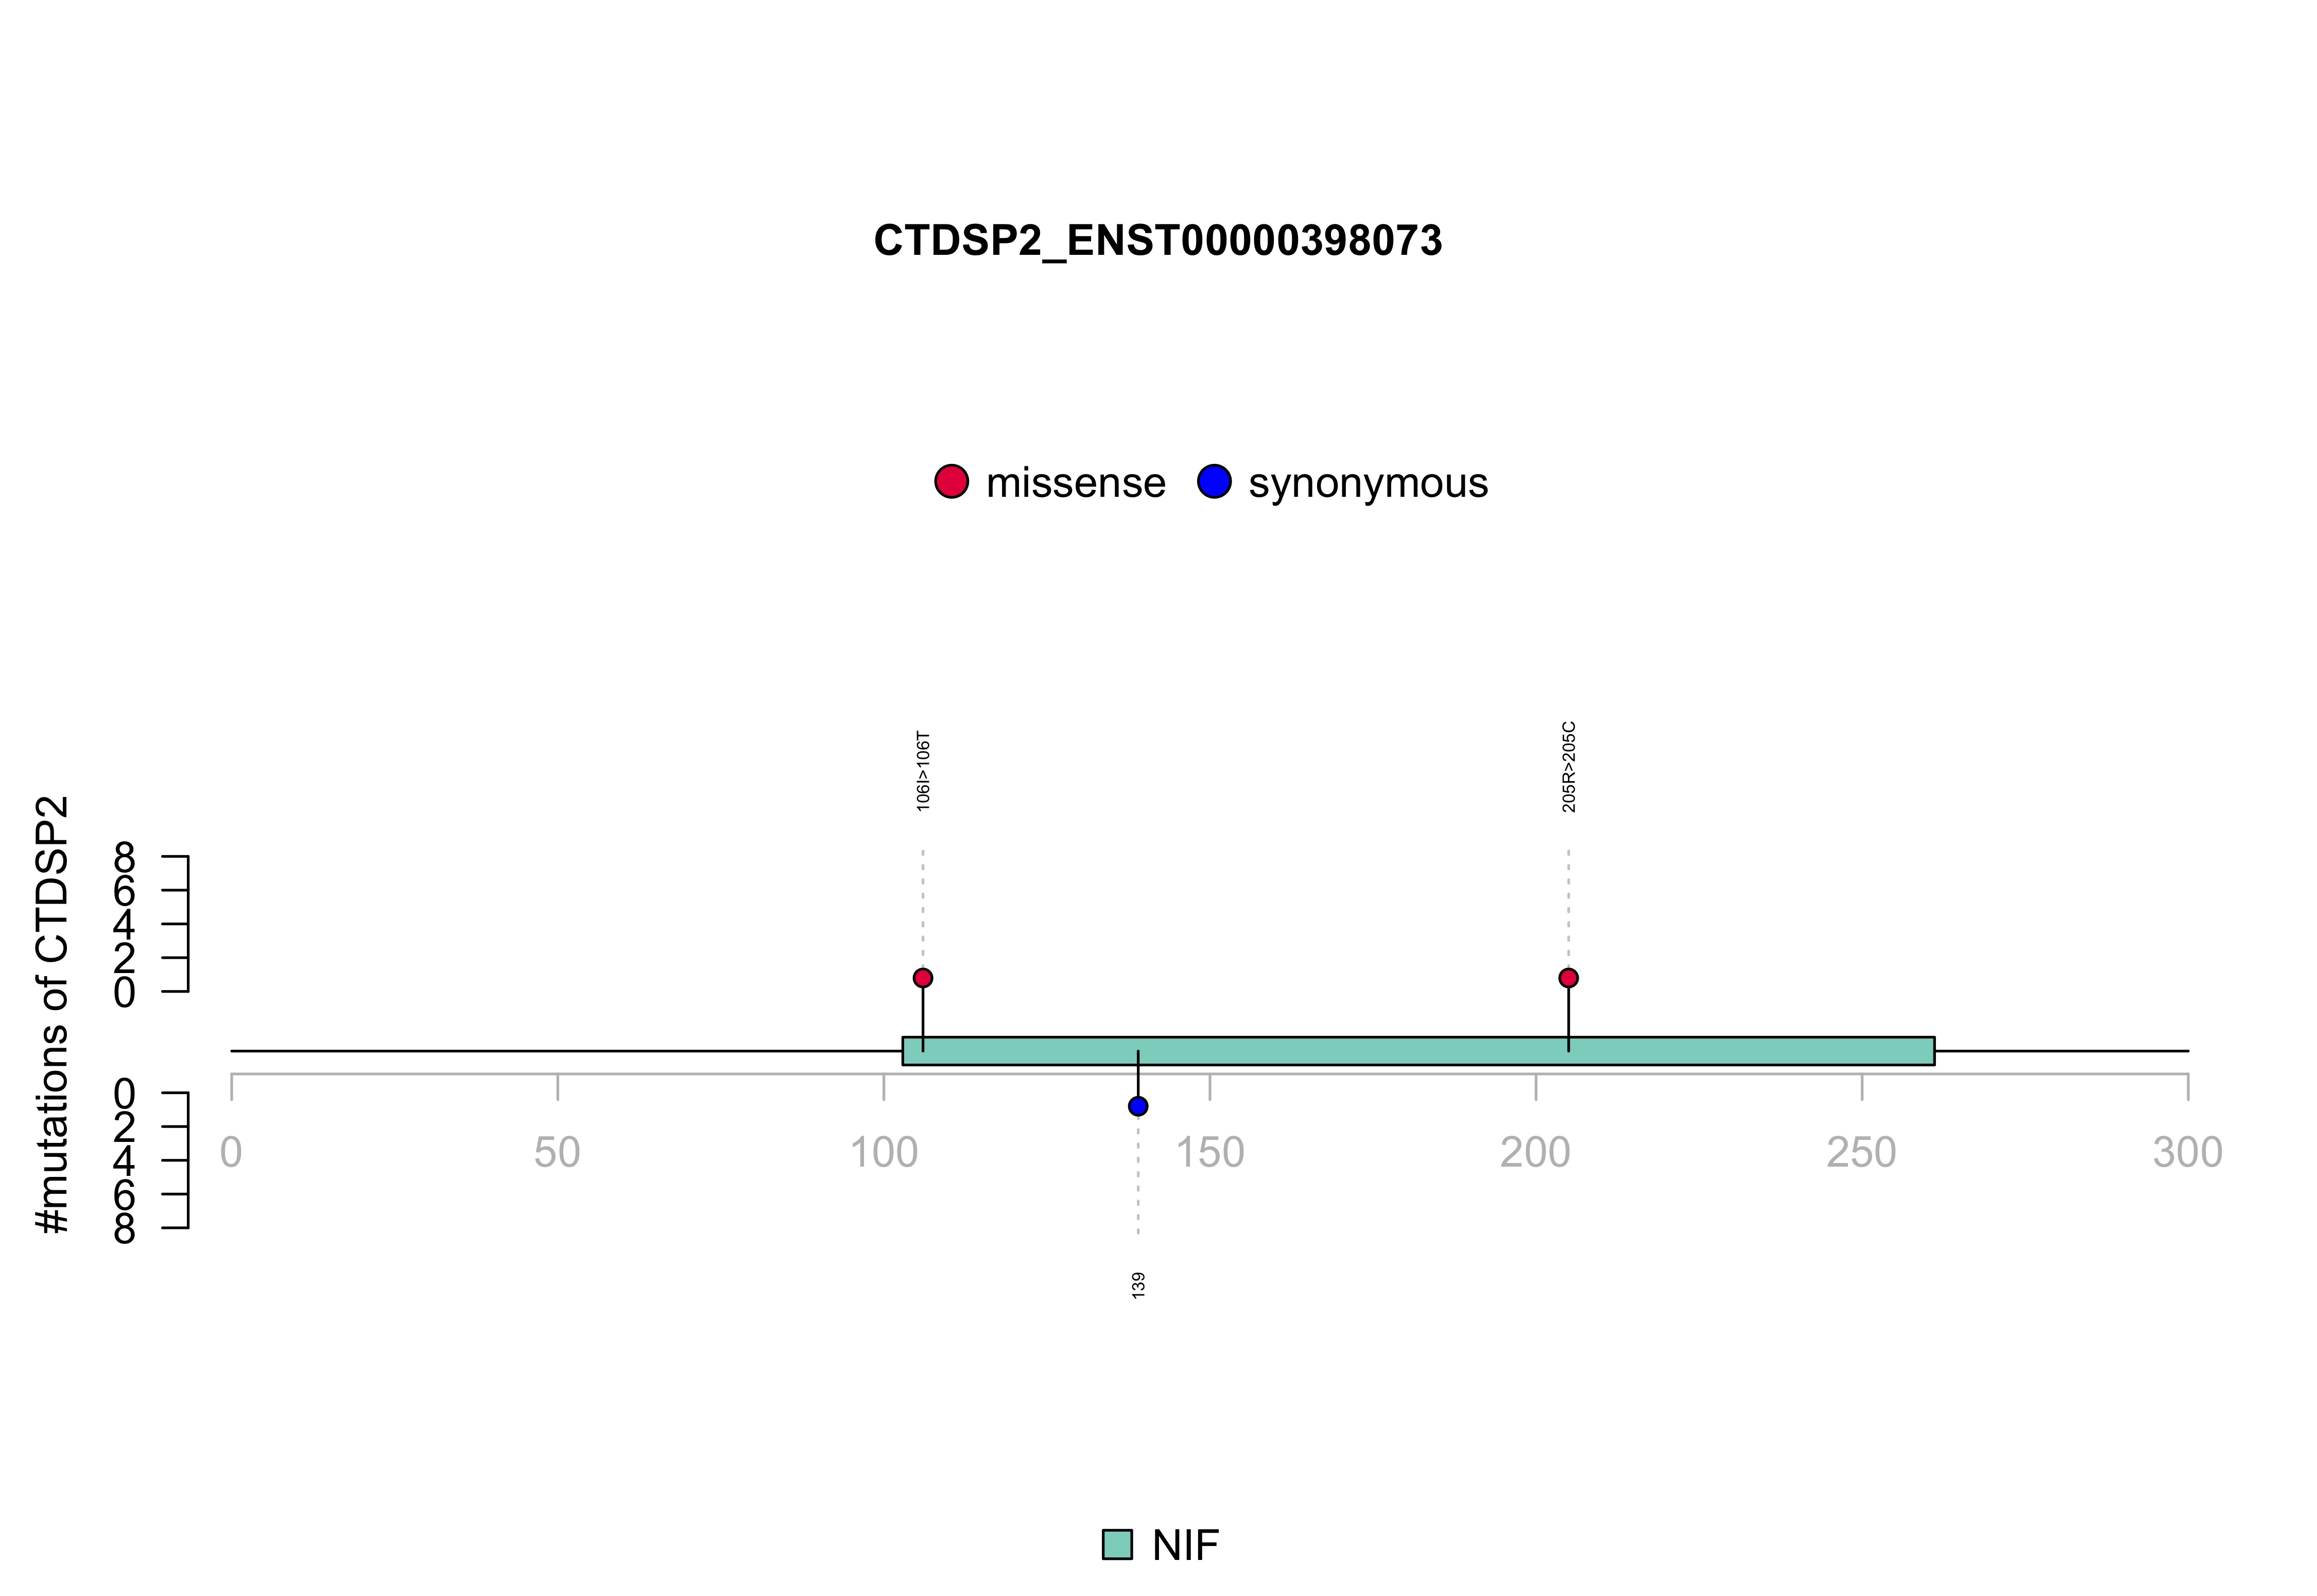 CTDSP2_ENST00000398073
missense
synonymous
106I>106T
205R>205C
#mutations of CTDSP2
8
6
4
2
0
0
2
4
6
8
0
50
100
150
200
250
300
139
NIF